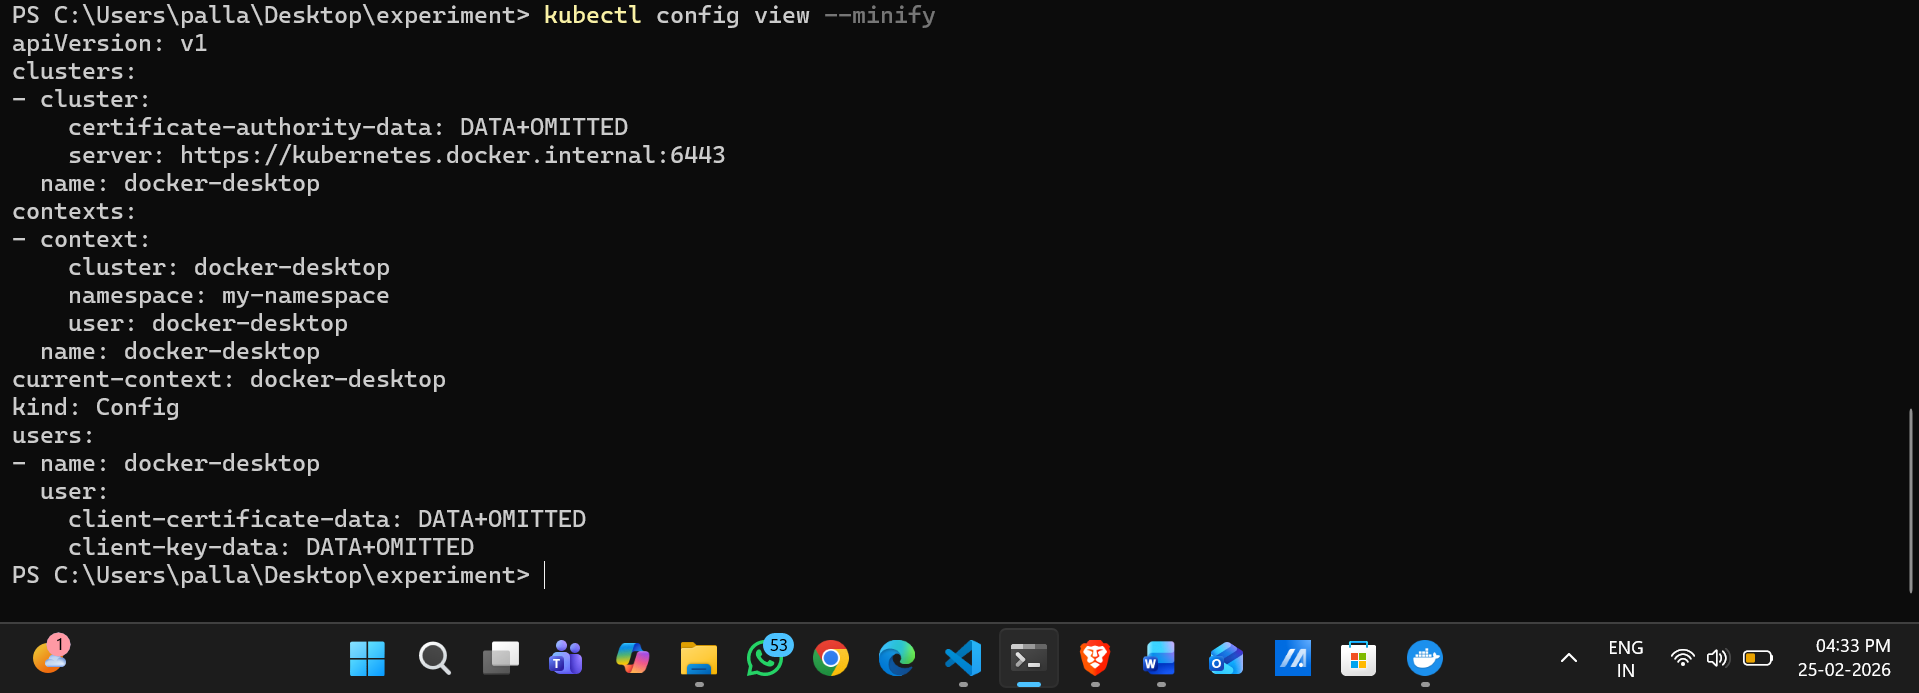 PS C:\Users\palla\Desktop\experiment> kubectl config view --minify
apiVersion: v1
clusters:
- cluster:
    certificate-authority-data: DATA+OMITTED
    server: https://kubernetes.docker.internal:6443
  name: docker-desktop
contexts:
- context:
    cluster: docker-desktop
    namespace: my-namespace
    user: docker-desktop
  name: docker-desktop
current-context: docker-desktop
kind: Config
users:
- name: docker-desktop
  user:
    client-certificate-data: DATA+OMITTED
    client-key-data: DATA+OMITTED
PS C:\Users\palla\Desktop\experiment>
1
T
53
W
O
ENG
IN
04:33 PM
25-02-2026